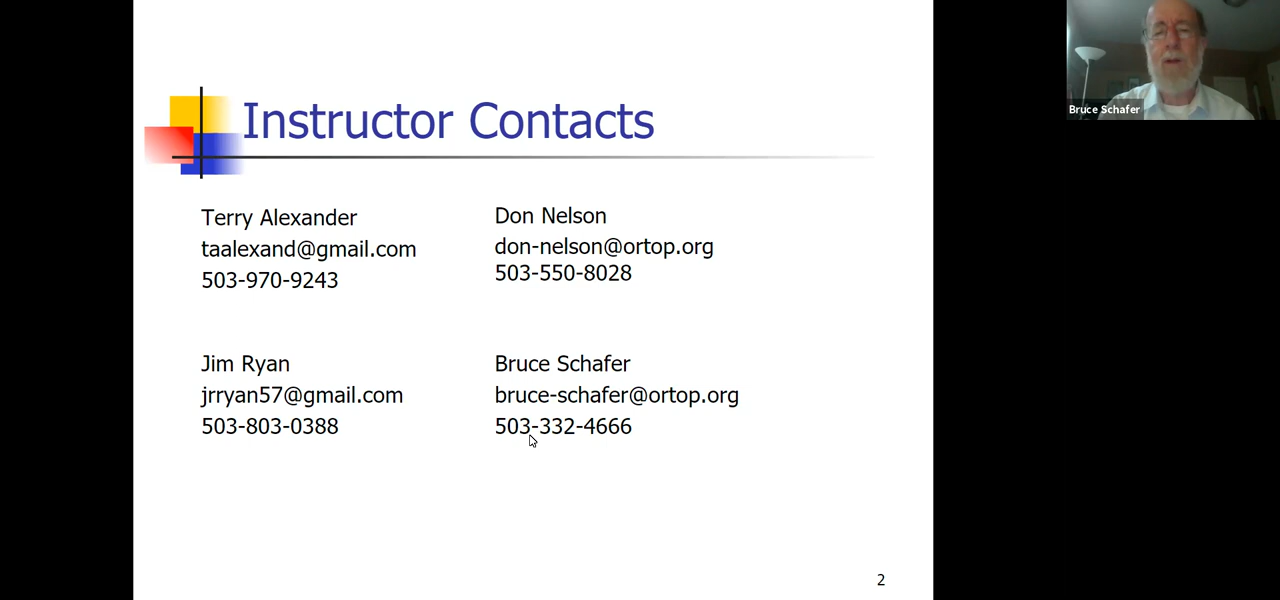 Instructor Contacts
Terry Alexander
taalexand@gmail.com
503-970-9243
Don Nelson
don-nelson@ortop.org
503-550-8028
Jim Ryan
jrryan57@gmail.com
503-803-0388
Bruce Schafer
bruce-schafer@ortop.org
503-332-4666
2
Bruce Schafer